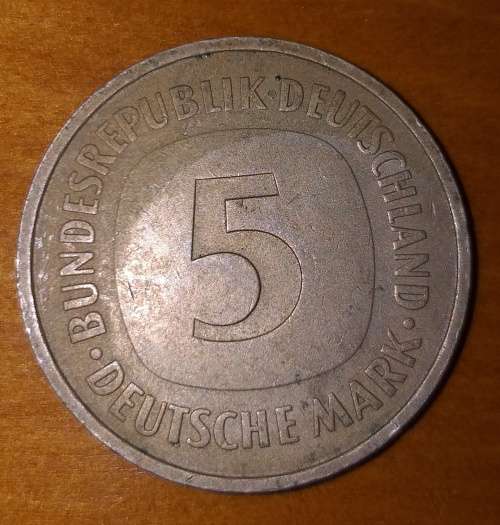 BUNDESREPUBLIK·DEUTSCHLAND
5
·DEUTSCHE MARK·